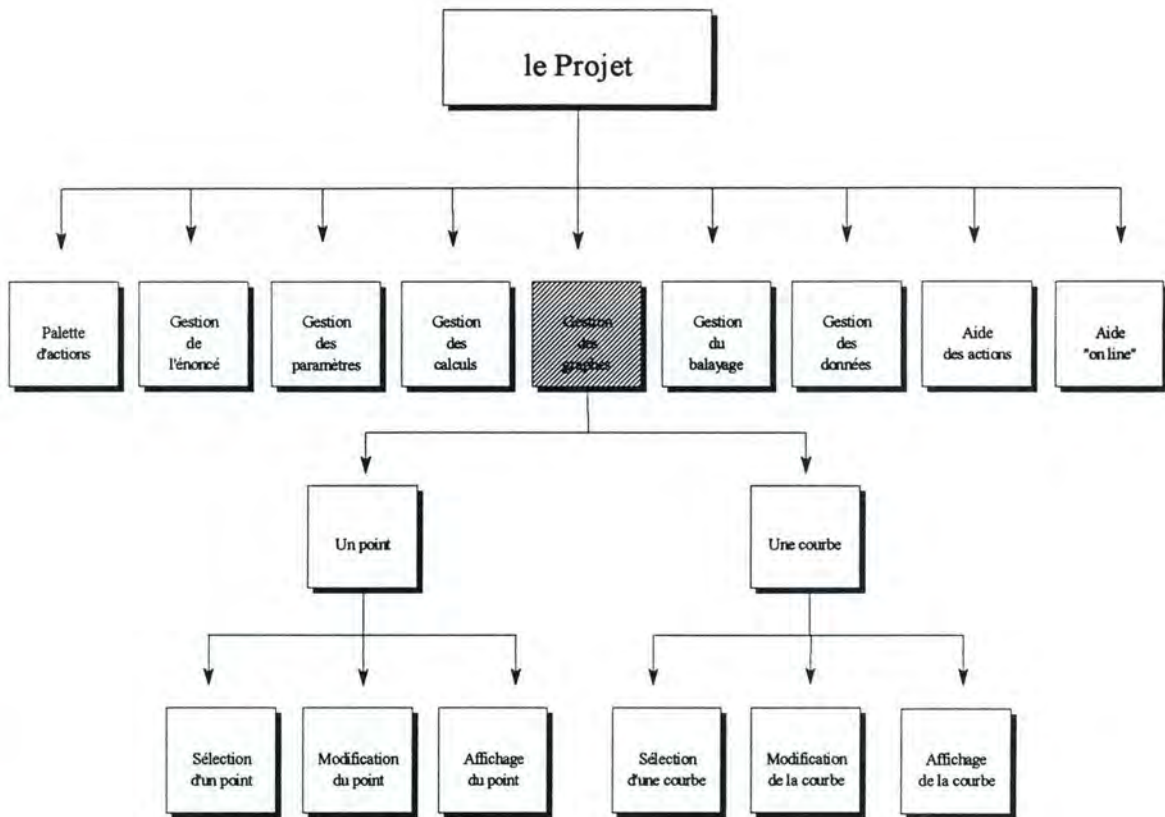 le Projet
Palette
d'actions
Gestion
de
l'énoncé
Gestion
des
paramètres
Gestion
des
calculs
Gestion
des
graphes
Gestion
du
balayage
Gestion
des
données
Aide
des actions
Aide
"on line"
Un point
Une courbe
Sélection
d'un point
Modification
du point
Affichage
du point
Sélection
d'une courbe
Modification
de la courbe
Affichage
de la courbe